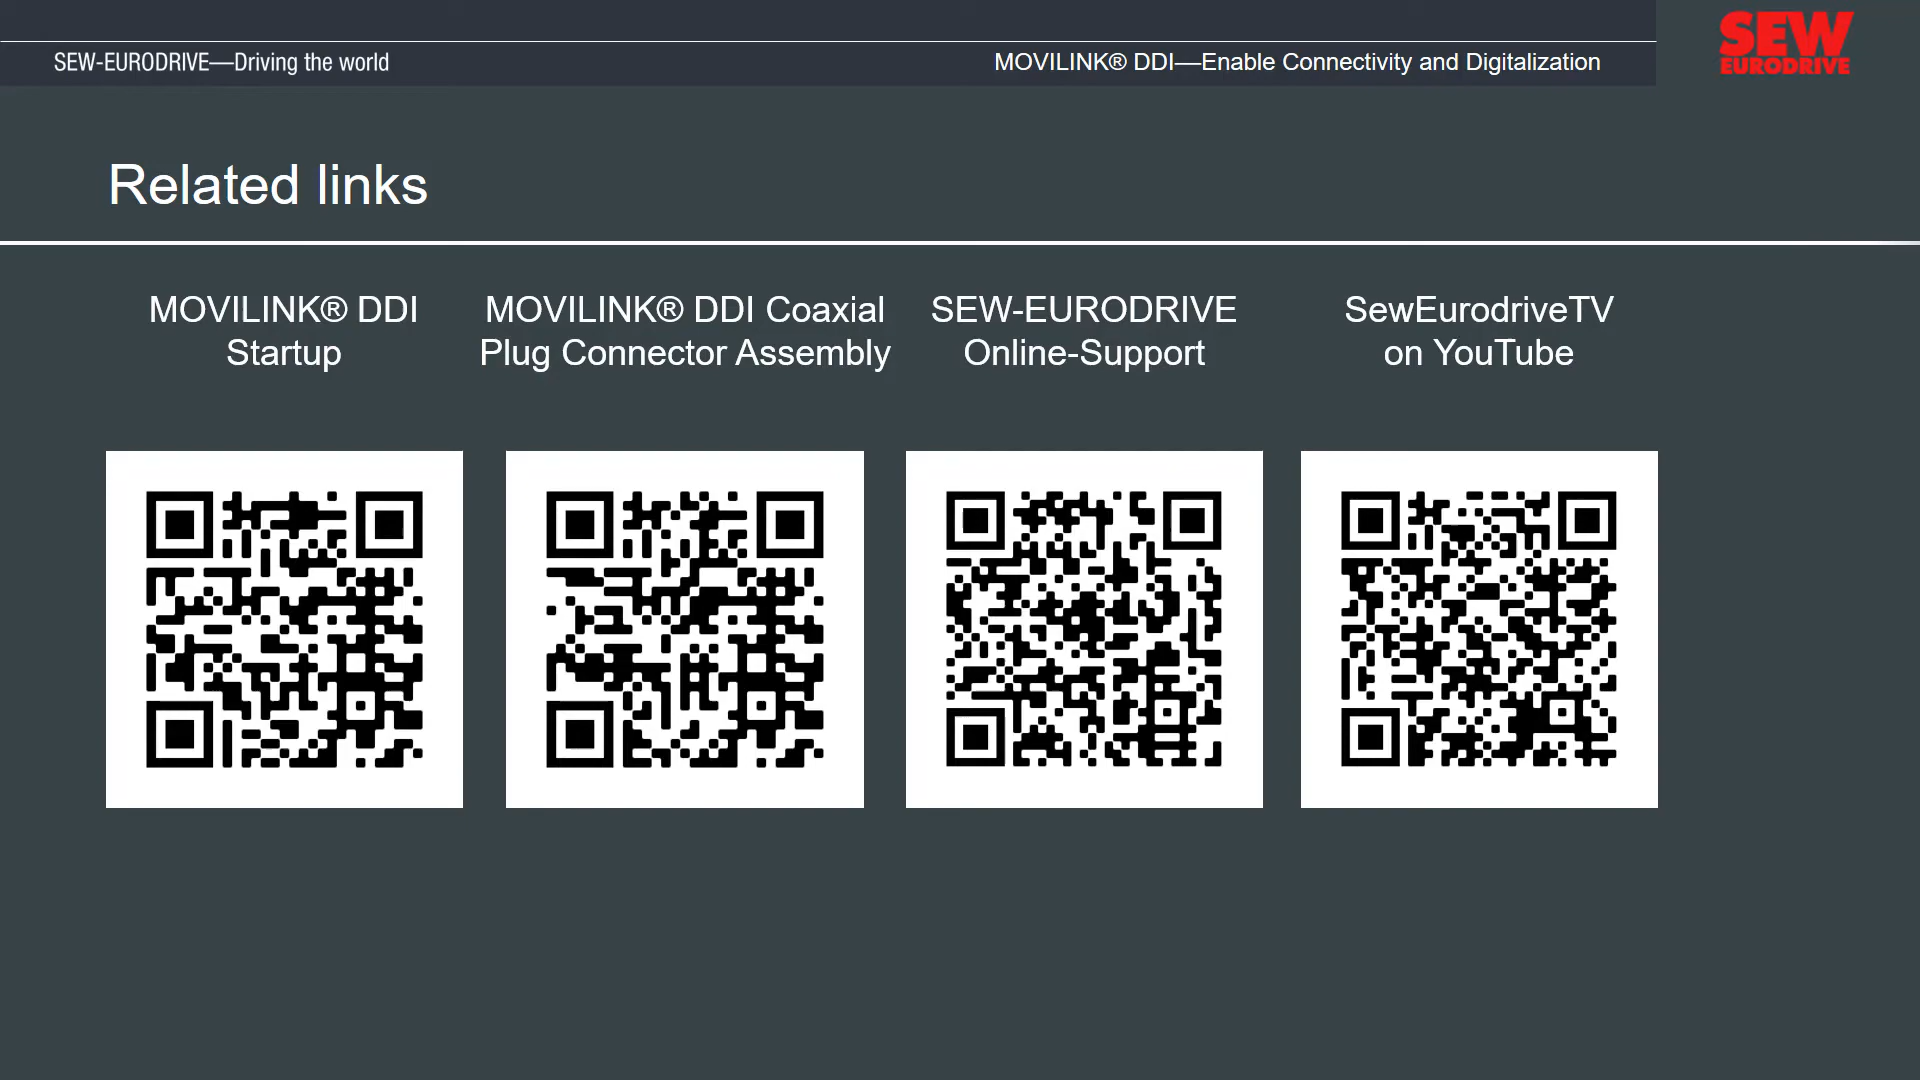 SEW-EURODRIVE—Driving the world
MOVILINK® DDI—Enable Connectivity and Digitalization
SEW
EURODRIVE
Related links
MOVILINK® DDI
Startup
MOVILINK® DDI Coaxial
Plug Connector Assembly
SEW-EURODRIVE
Online-Support
SewEurodriveTV
on YouTube